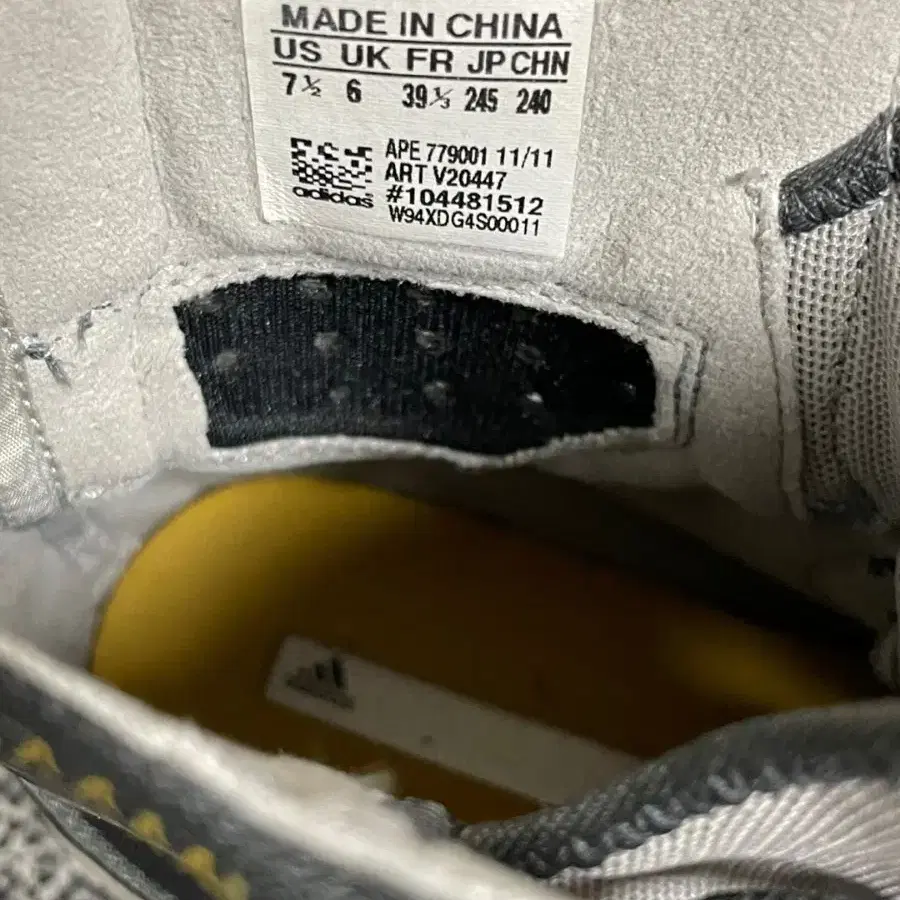 MADE IN CHINA
US UK FR JP CHN
7½ 6 39⅓ 245 240
APE 779001 11/11
ART V20447
adidas #104481512
W94XDG4S00011